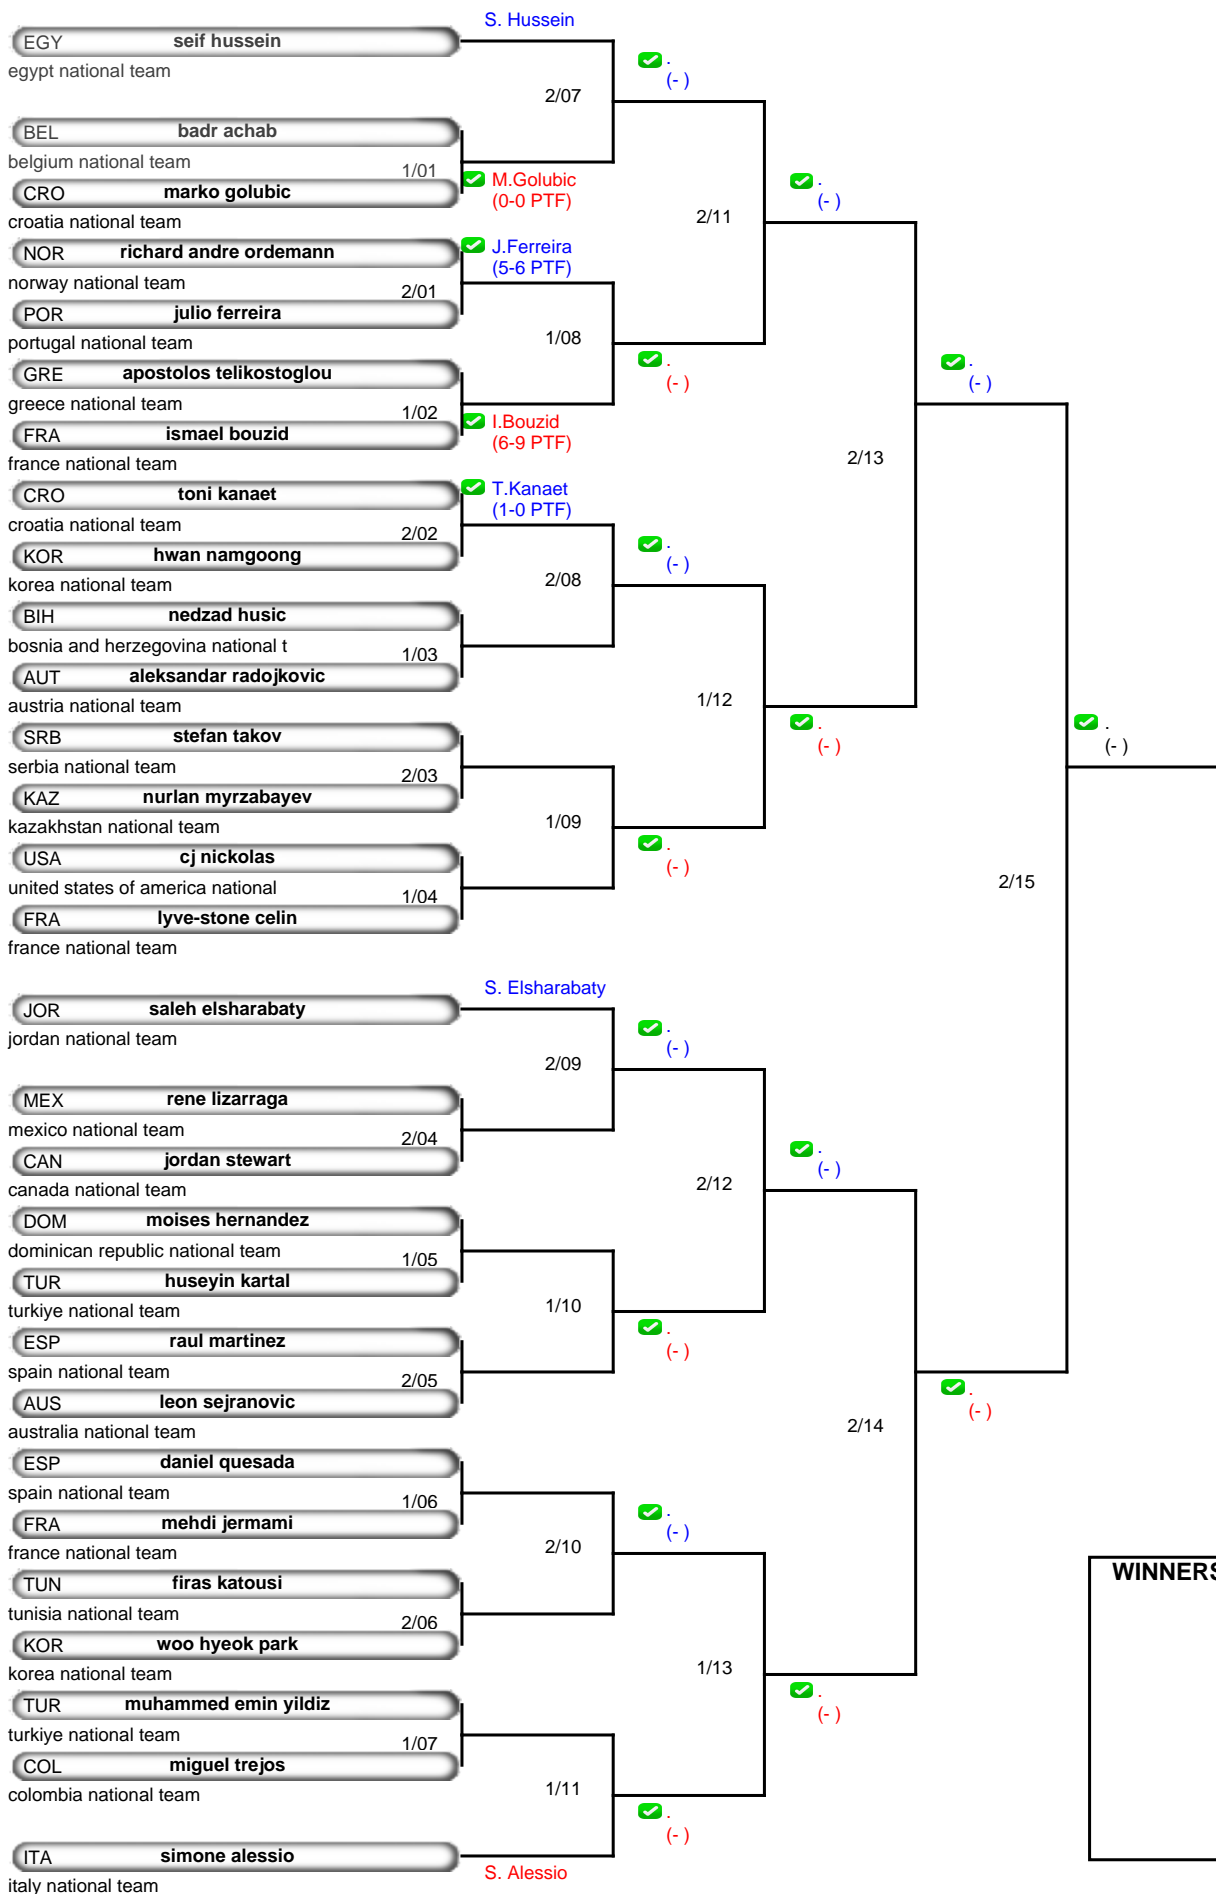 S. Hussein
EGY seif hussein
egypt national team
.
(- )
2/07
BEL badr achab
belgium national team
1/01
CRO marko golubic
M.Golubic
(0-0 PTF)
croatia national team
.
(- )
2/11
NOR richard andre ordemann
J.Ferreira
(5-6 PTF)
norway national team
2/01
POR julio ferreira
portugal national team
1/08
.
(- )
GRE apostolos telikostoglou
.
(- )
greece national team
1/02
FRA ismael bouzid
I.Bouzid
(6-9 PTF)
france national team
2/13
CRO toni kanaet
T.Kanaet
(1-0 PTF)
croatia national team
2/02
KOR hwan namgoong
.
(- )
korea national team
2/08
BIH nedzad husic
bosnia and herzegovina national t
1/03
AUT aleksandar radojkovic
austria national team
1/12
.
(- )
SRB stefan takov
.
(- )
serbia national team
2/03
KAZ nurlan myrzabayev
kazakhstan national team
1/09
.
(- )
USA cj nickolas
united states of america national
1/04
2/15
FRA lyve-stone celin
france national team
S. Elsharabaty
JOR saleh elsharabaty
jordan national team
.
(- )
2/09
MEX rene lizarraga
mexico national team
2/04
CAN jordan stewart
canada national team
.
(- )
2/12
DOM moises hernandez
dominican republic national team
1/05
TUR huseyin kartal
turkiye national team
1/10
.
(- )
ESP raul martinez
spain national team
2/05
.
(- )
AUS leon sejranovic
australia national team
2/14
ESP daniel quesada
spain national team
1/06
FRA mehdi jermami
.
(- )
france national team
2/10
TUN firas katousi
WINNERS
tunisia national team
2/06
KOR woo hyeok park
korea national team
1/13
.
(- )
TUR muhammed emin yildiz
turkiye national team
1/07
COL miguel trejos
colombia national team
1/11
.
(- )
ITA simone alessio
S. Alessio
italy national team